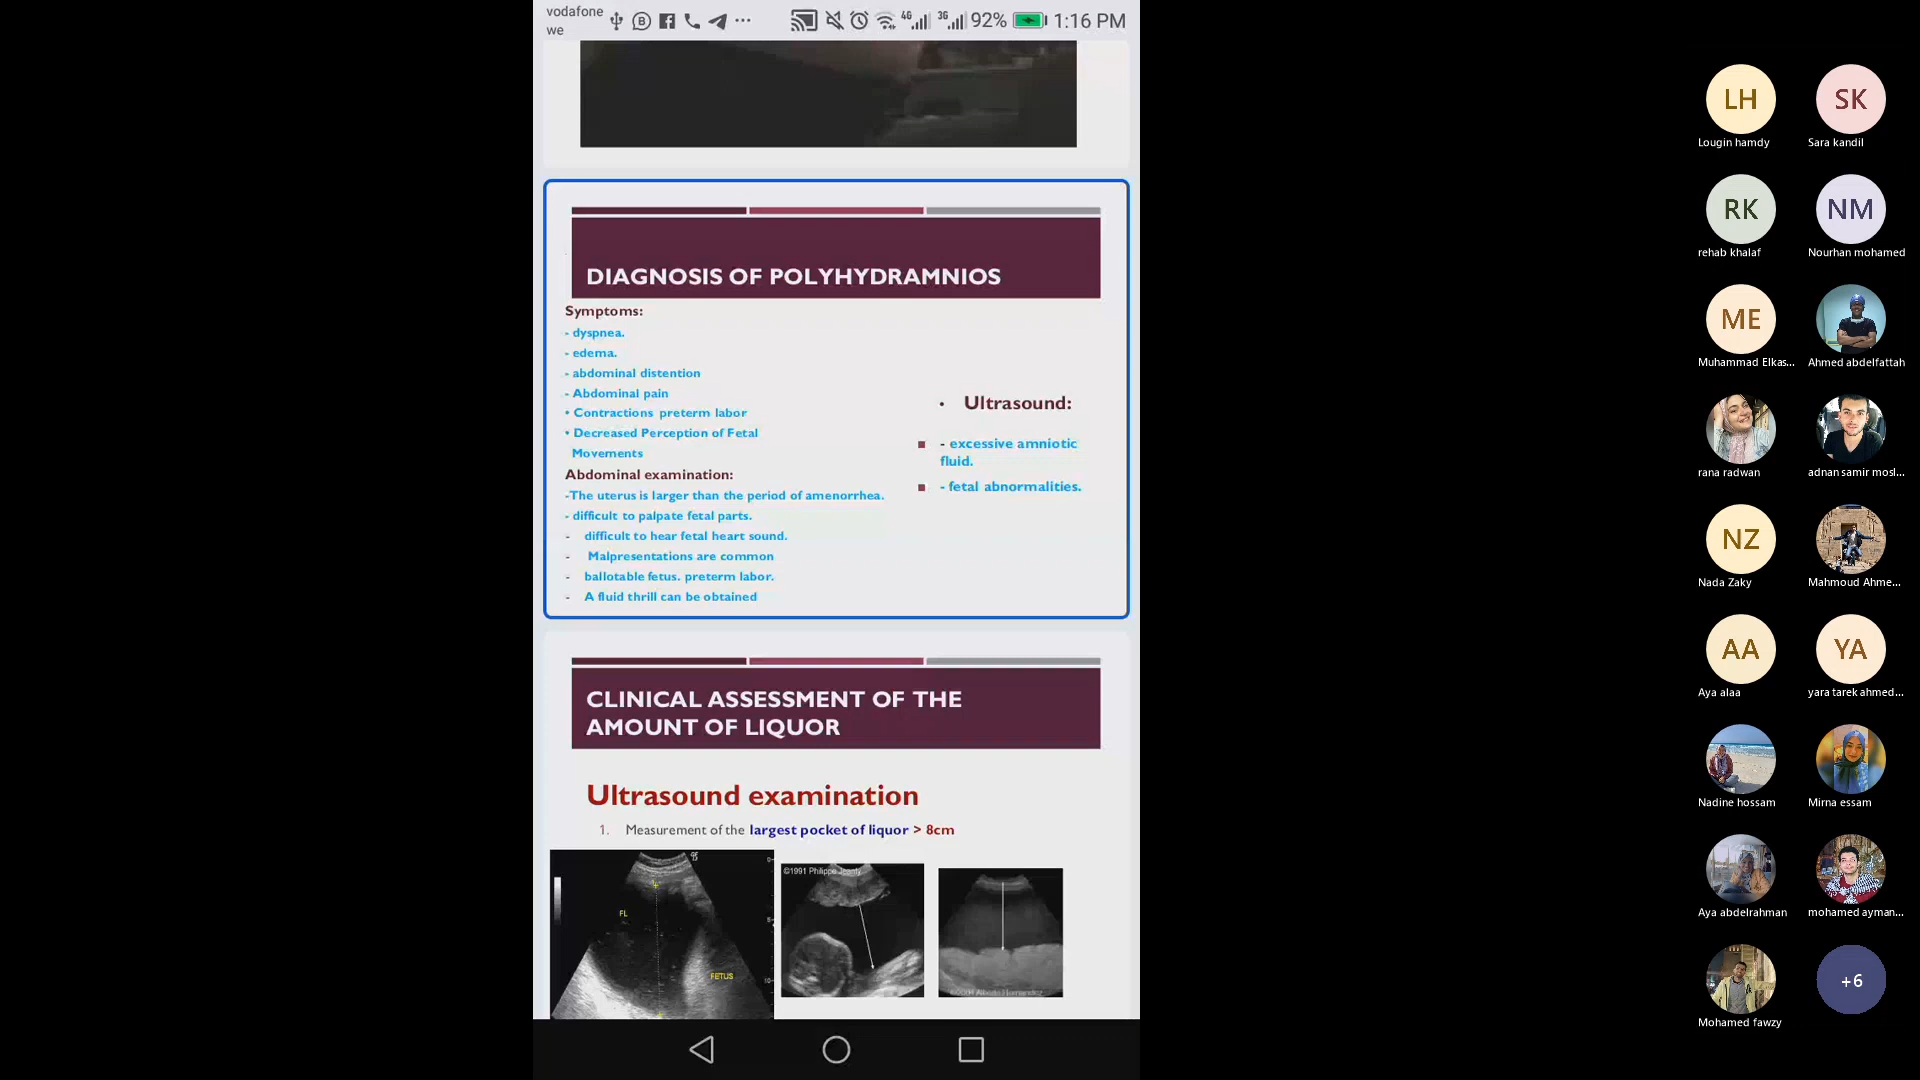 vodafone
we
4G
3G
92%
1:16 PM
DIAGNOSIS OF POLYHYDRAMNIOS
Symptoms:
- dyspnea.
- edema.
- abdominal distention
- Abdominal pain
• Contractions preterm labor
• Decreased Perception of Fetal
Movements
Abdominal examination:
-The uterus is larger than the period of amenorrhea.
- difficult to palpate fetal parts.
- difficult to hear fetal heart sound.
- Malpresentations are common
- ballotable fetus. preterm labor.
- A fluid thrill can be obtained
• Ultrasound:
- excessive amniotic
fluid.
- fetal abnormalities.
CLINICAL ASSESSMENT OF THE
AMOUNT OF LIQUOR
Ultrasound examination
1. Measurement of the largest pocket of liquor > 8cm
FL
FETUS
©1991 Philippe Jeanty
LH
Lougin hamdy
SK
Sara kandil
RK
rehab khalaf
NM
Nourhan mohamed
ME
Muhammad Elkas...
Ahmed abdelfattah
rana radwan
adnan samir mosl...
NZ
Nada Zaky
Mahmoud Ahme...
AA
Aya alaa
YA
yara tarek ahmed...
Nadine hossam
Mirna essam
Aya abdelrahman
mohamed ayman...
Mohamed fawzy
+6